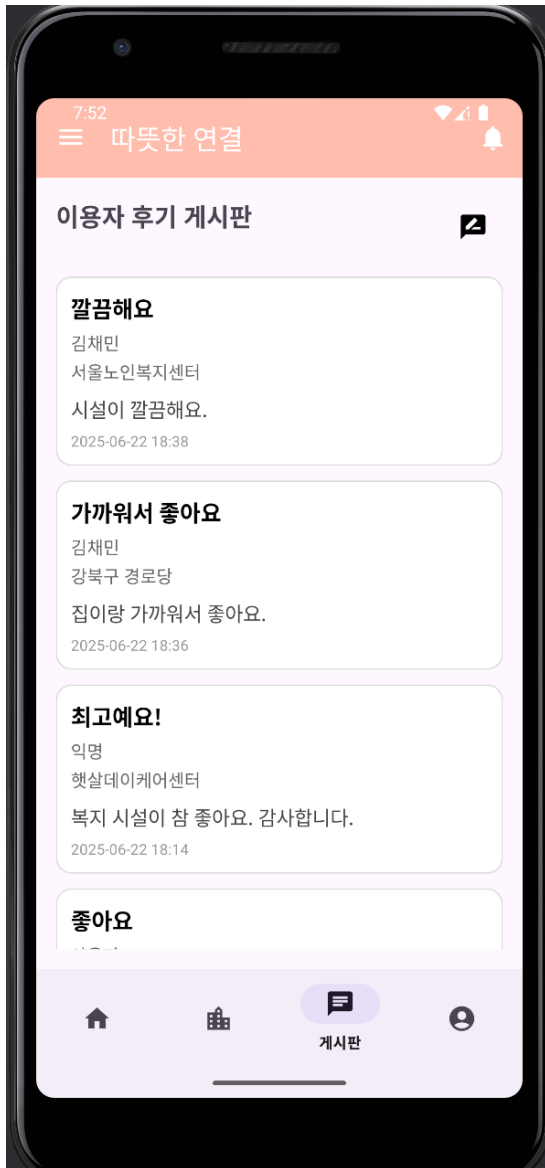 7:52
따뜻한 연결
이용자 후기 게시판
깔끔해요
김채민
서울노인복지센터
시설이 깔끔해요.
2025-06-22 18:38
가까워서 좋아요
김채민
강북구 경로당
집이랑 가까워서 좋아요.
2025-06-22 18:36
최고예요!
익명
햇살데이케어센터
복지 시설이 참 좋아요. 감사합니다.
2025-06-22 18:14
좋아요
게시판